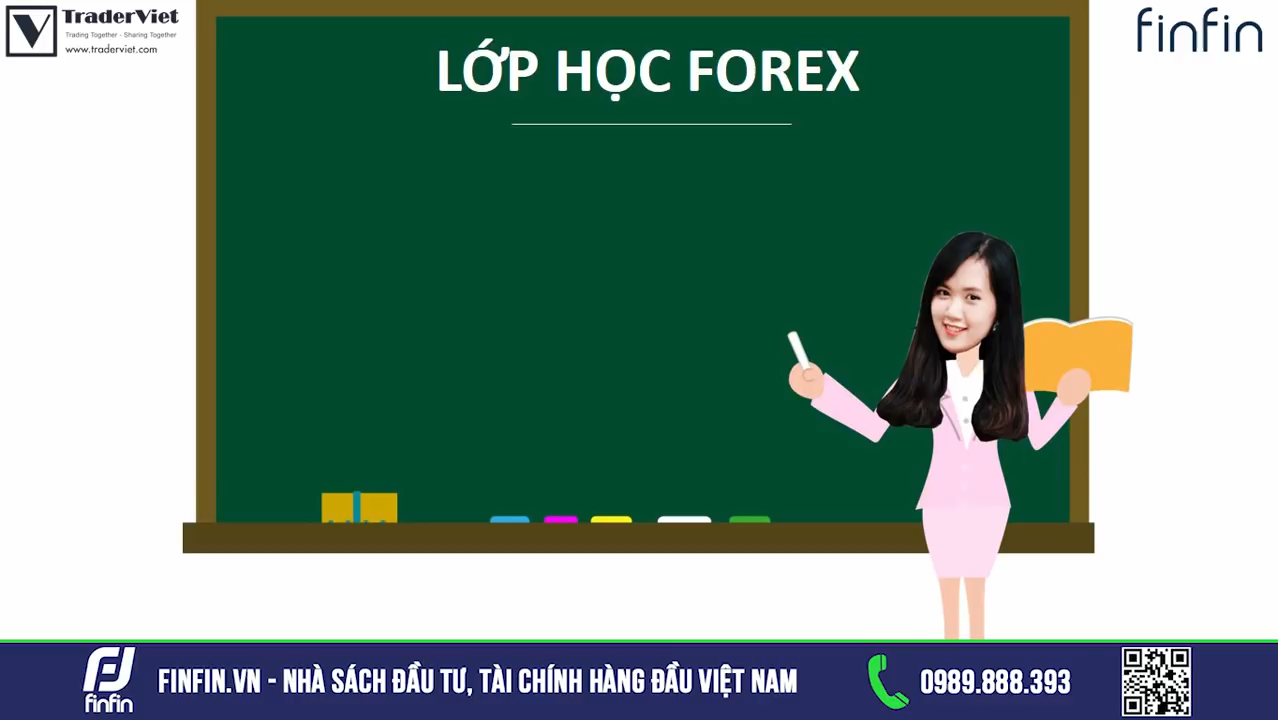 TraderViet
Trading Together - Sharing Together
www.traderviet.com
finfin
LỚP HỌC FOREX
finfin
FINFIN.VN - NHÀ SÁCH ĐẦU TƯ, TÀI CHÍNH HÀNG ĐẦU VIỆT NAM
0989.888.393